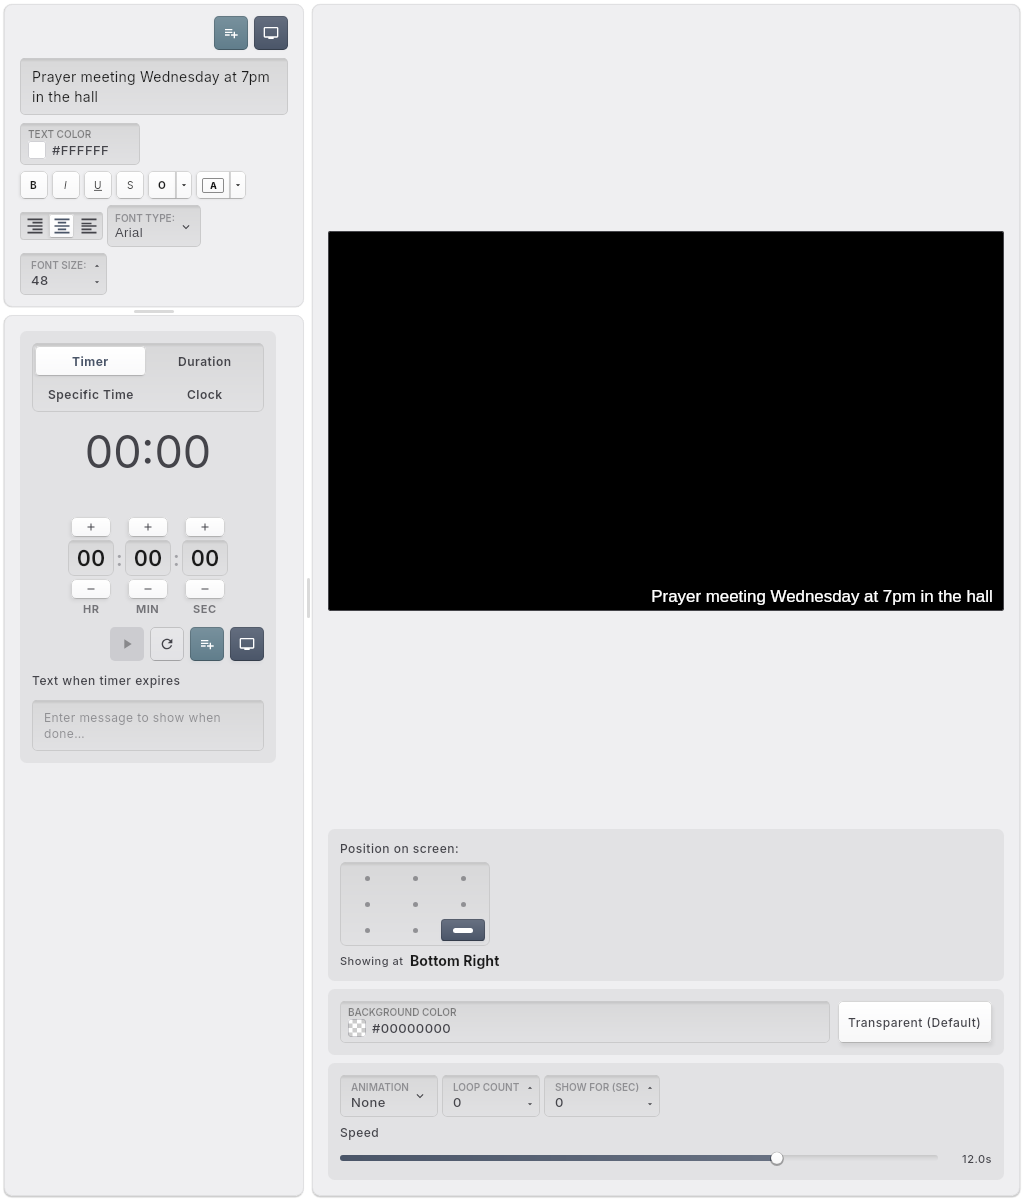 Prayer meeting Wednesday at 7pm
in the hall
TEXT COLOR
#FFFFFF
B I U S O A
FONT TYPE:
Arial
FONT SIZE:
48
Timer Duration
Specific Time Clock
00:00
+ + +
00 : 00 : 00
− − −
HR MIN SEC
Text when timer expires
Enter message to show when
done...
Prayer meeting Wednesday at 7pm in the hall
Position on screen:
Showing at Bottom Right
BACKGROUND COLOR
#00000000
Transparent (Default)
ANIMATION
None
LOOP COUNT
0
SHOW FOR (SEC)
0
Speed
12.0s